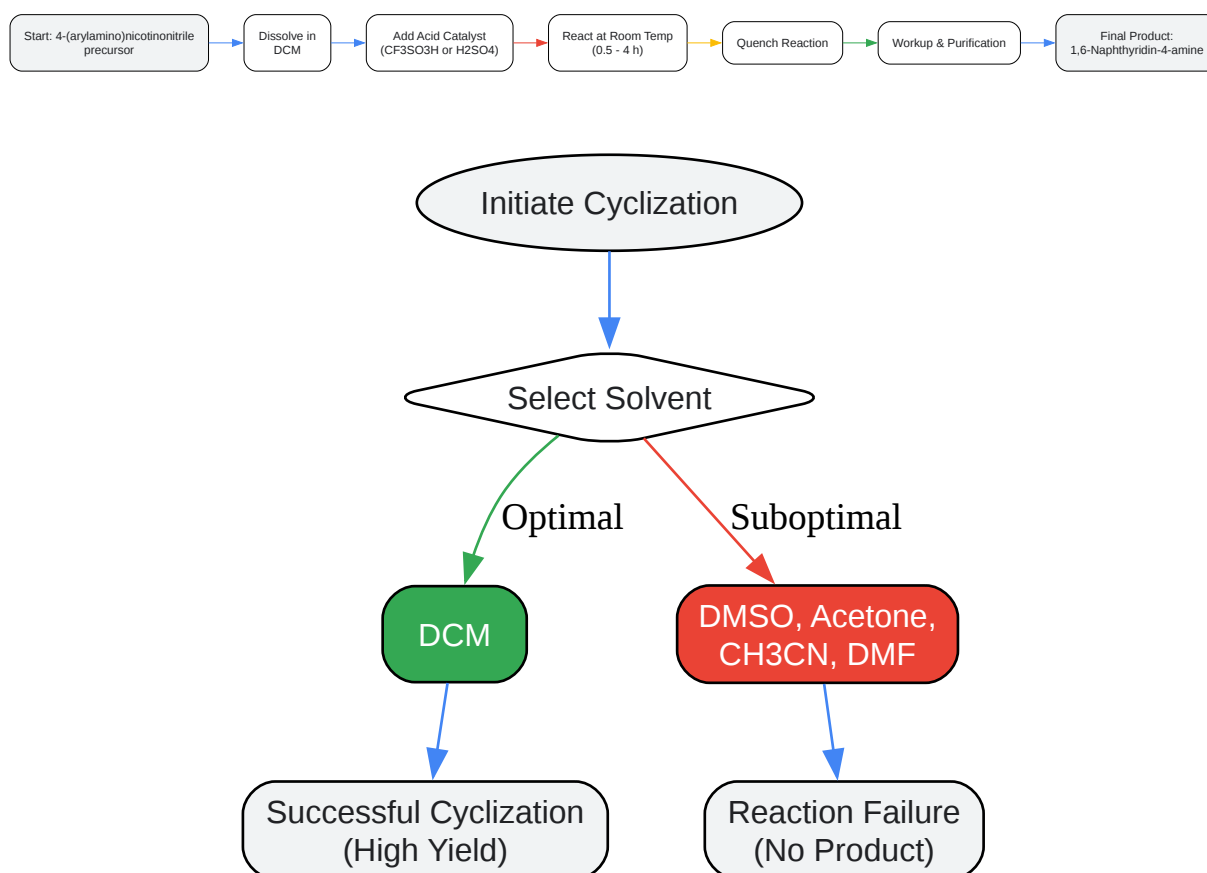 Start: 4-(arylamino)nicotinonitrile
precursor
Dissolve in
DCM
Add Acid Catalyst
(CF3SO3H or H2SO4)
React at Room Temp
(0.5 - 4 h)
Quench Reaction
Workup & Purification
Final Product:
1,6-Naphthyridin-4-amine
Initiate Cyclization
Select Solvent
Optimal
Suboptimal
DCM
DMSO, Acetone,
CH3CN, DMF
Successful Cyclization
(High Yield)
Reaction Failure
(No Product)